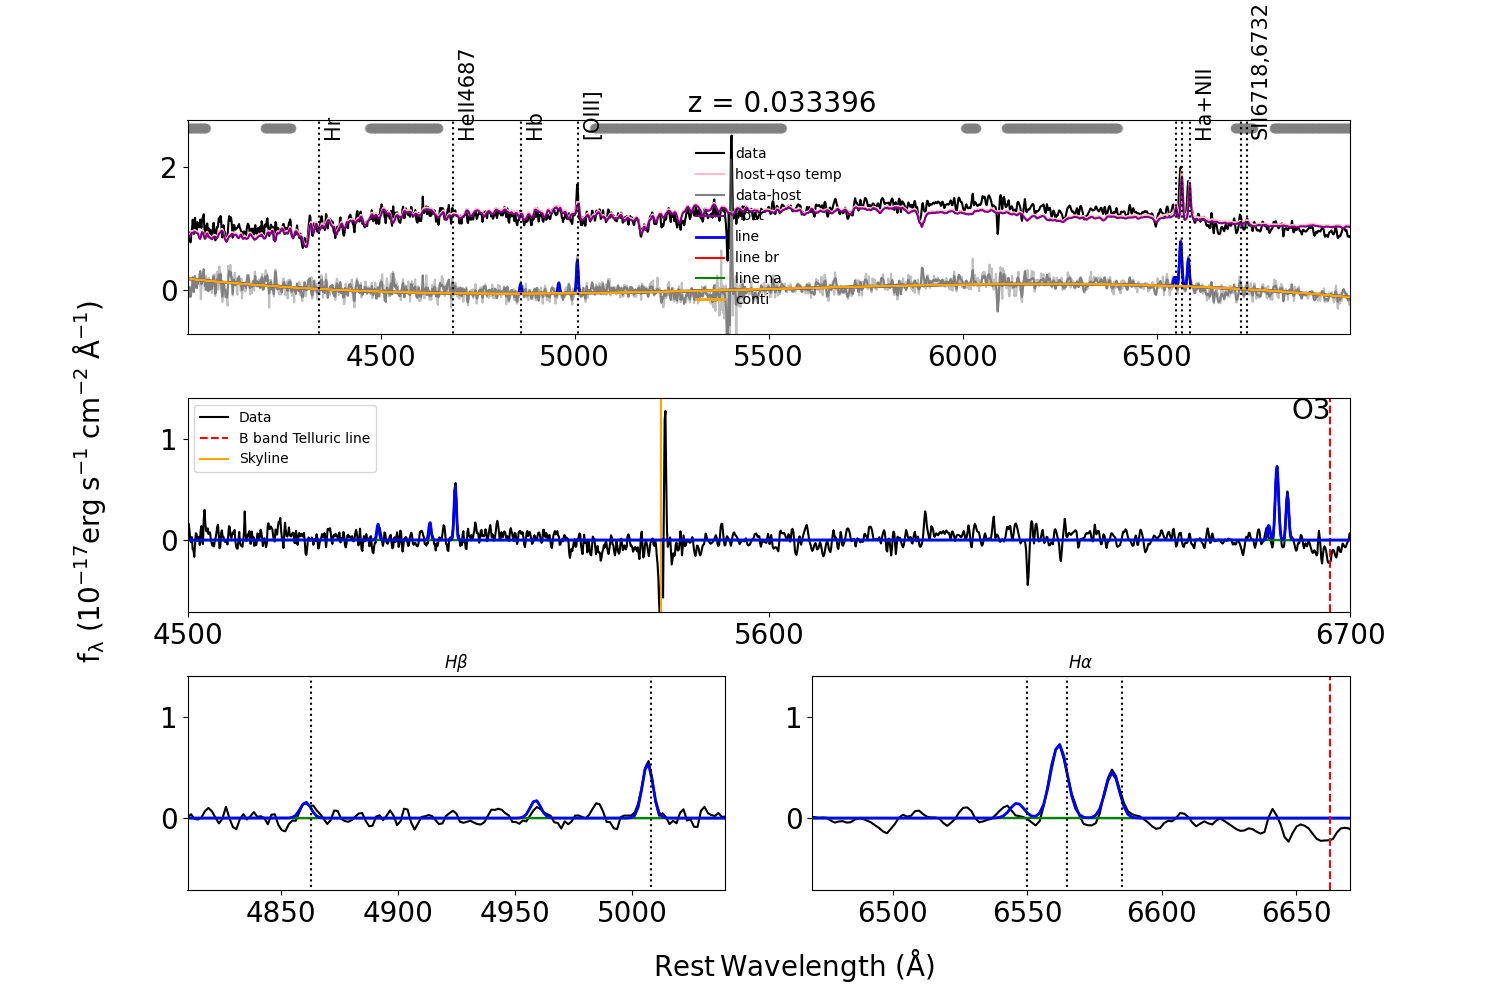 Hr
HeII4687
Hb
[OIII]
Ha+NII
SII6718,6732
z = 0.033396
data
host+qso temp
data-host
host
line
line br
line na
conti
2
0
4500
5000
5500
6000
6500
Data
B band Telluric line
Skyline
O3
1
0
4500
5600
6700
fλ (10⁻¹⁷erg s⁻¹ cm⁻² Å⁻¹)
Hβ
1
0
4850
4900
4950
5000
Hα
1
0
6500
6550
6600
6650
Rest Wavelength (Å)